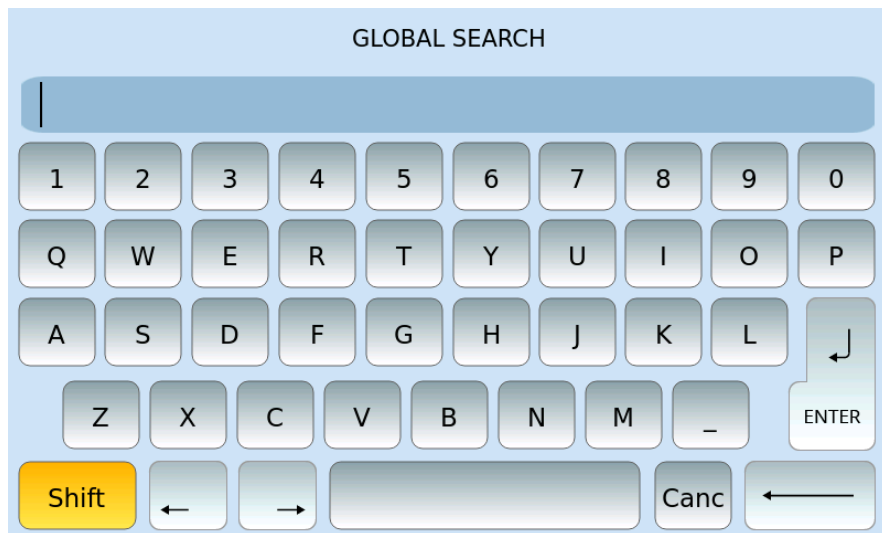 GLOBAL SEARCH
1 2 3 4 5 6 7 8 9 0
Q W E R T Y U I O P
A S D F G H J K L
Z X C V B N M _ ENTER
Shift Canc